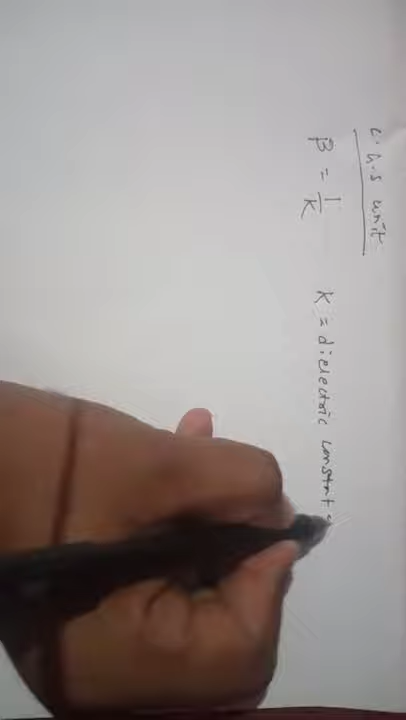 C.G.S unit
β = 1/K K = dielectric constant